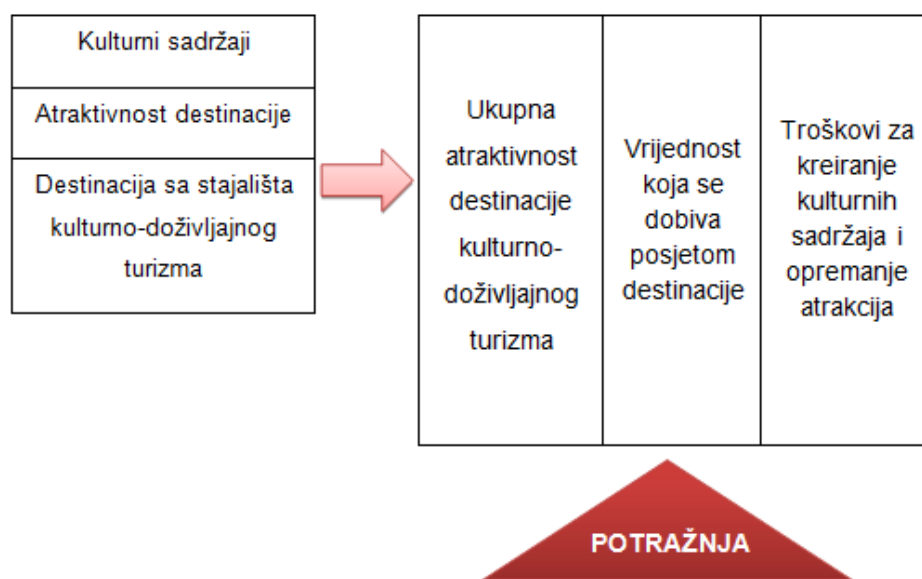 Kulturni sadržaji
Atraktivnost destinacije
Destinacija sa stajališta
kulturno-doživljajnog
turizma
Ukupna
atraktivnost
destinacije
kulturno-
doživljajnog
turizma
Vrijednost
koja se
dobiva
posjetom
destinacije
Troškovi za
kreiranje
kulturnih
sadržaja i
opremanje
atrakcija
POTRAŽNJA